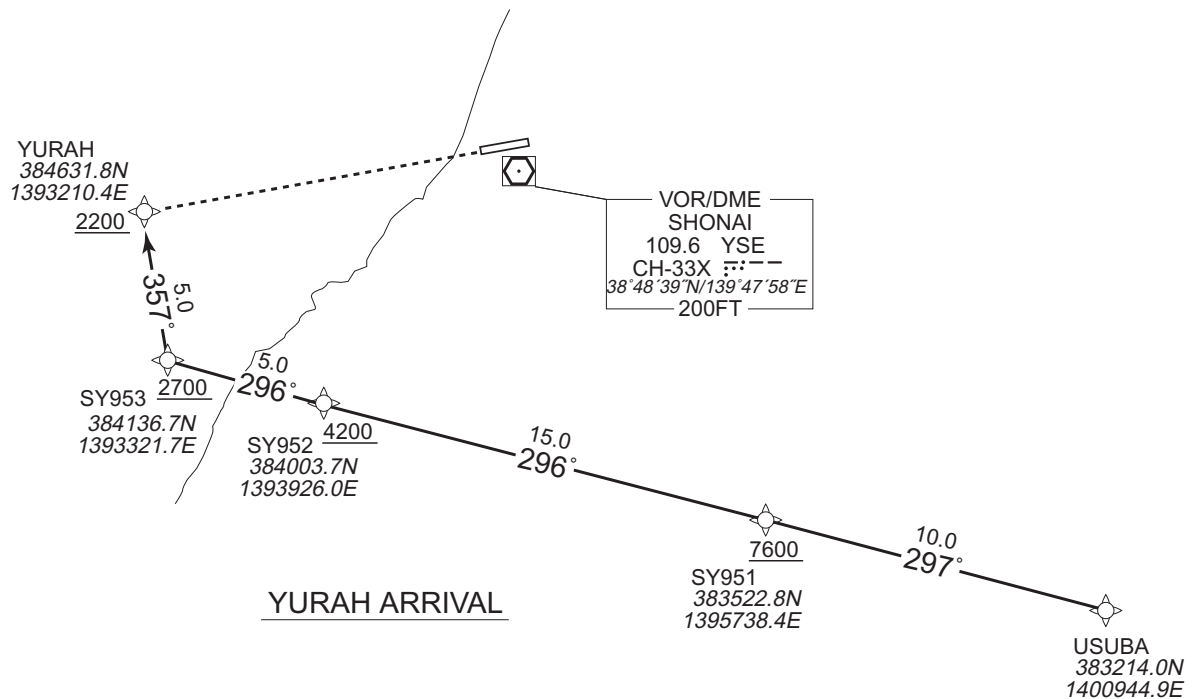 YURAH
384631.8N
1393210.4E
2200
VOR/DME
SHONAI
109.6 YSE
CH-33X
38°48´39˝N/139°47´58˝E
200FT
5.0
357°
SY953
2700
384136.7N
1393321.7E
5.0
296°
SY952
4200
384003.7N
1393926.0E
15.0
296°
7600
SY951
383522.8N
1395738.4E
10.0
297°
USUBA
383214.0N
1400944.9E
YURAH ARRIVAL